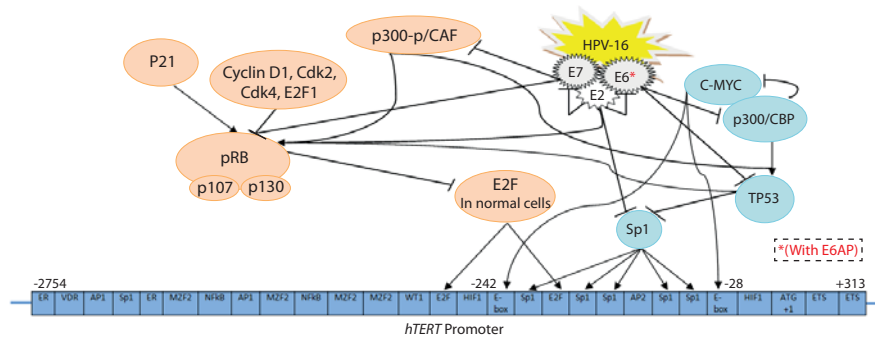 p300-p/CAF
HPV-16
P21
Cyclin D1, Cdk2,
Cdk4, E2F1
E7
E6*
E2
C-MYC
p300/CBP
pRB
p107
p130
E2F
In normal cells
TP53
Sp1
*(With E6AP)
-2754
-242
-28
+313
ER VDR AP1 Sp1 ER MZF2 NFkB AP1 MZF2 NFkB MZF2 MZF2 WT1 E2F HIF1 E-box Sp1 E2F Sp1 Sp1 AP2 Sp1 Sp1 E-box HIF1 ATG +1 ETS ETS
hTERT Promoter